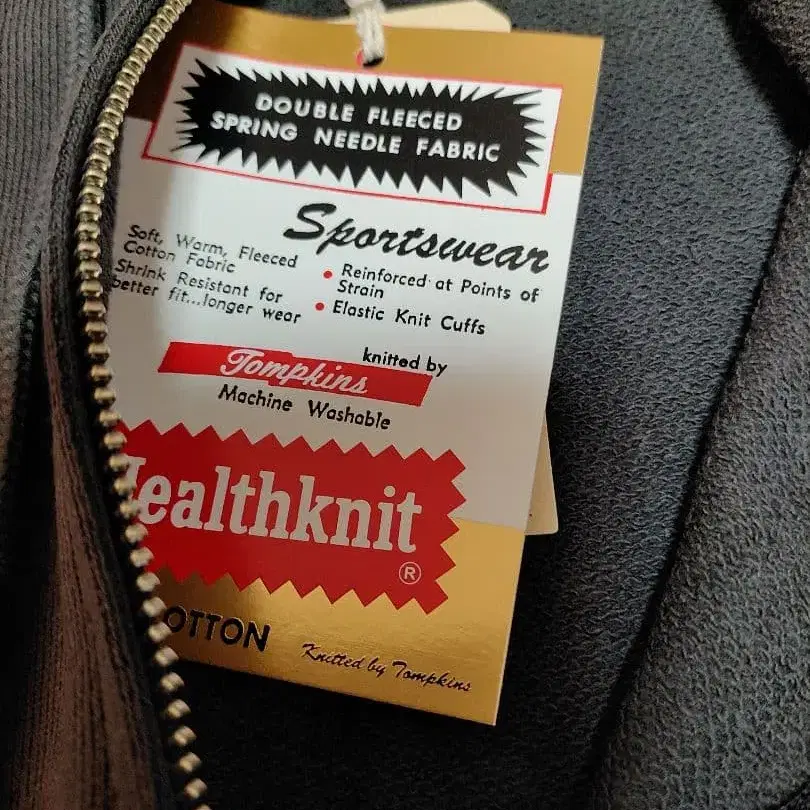 DOUBLE FLEECED
SPRING NEEDLE FABRIC
Sportswear
Soft, Warm, Fleeced
Cotton Fabric
Shrink Resistant for
better fit...longer wear
• Reinforced at Points of
Strain
• Elastic Knit Cuffs
knitted by
Tompkins
Machine Washable
Healthknit
®
OTTON
Knitted by Tompkins